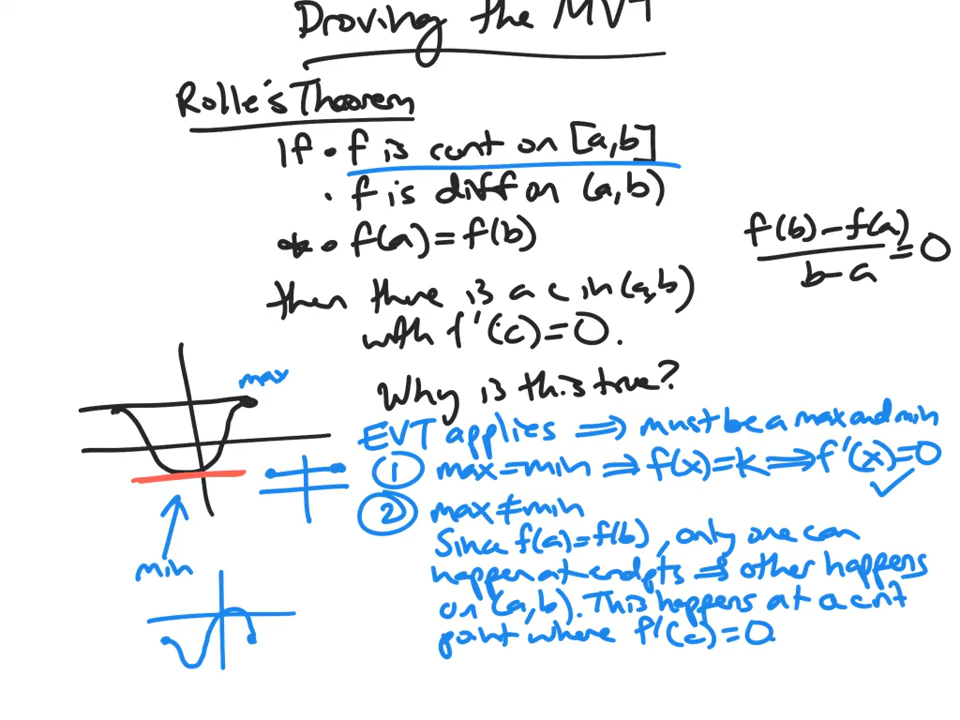 Proving the MVT
Rolle's Theorem
If • f is cont on [a,b]
• f is diff on (a,b)
• f(a)=f(b)
f(b)-f(a)
b-a
=0
then there is a c in (a,b)
with f'(c)=0.
Why is this true?
max
EVT applies ⟹ must be a max and min
① max=min ⟹ f(x)=k ⟹ f'(x)=0 ✓
② max≠min
Since f(a)=f(b), only one can
happen at endpts ⟹ other happens
on (a,b). This happens at a crit
point where f'(c)=0.
min